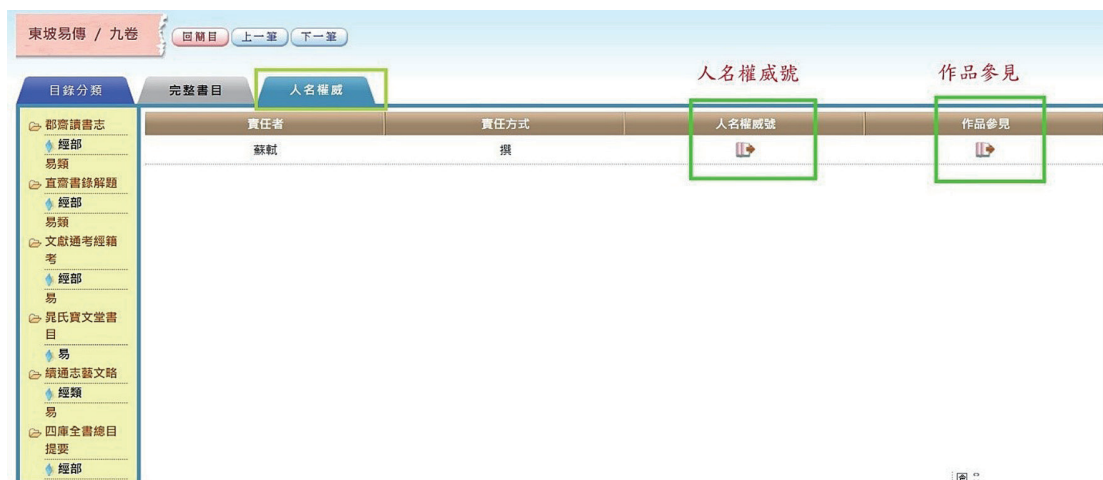 東坡易傳 / 九卷
回簡目 上一筆 下一筆
人名權威號 作品參見
目錄分類 完整書目 人名權威
責任者 責任方式 人名權威號 作品參見
蘇軾 撰
郡齋讀書志
經部
易類
直齋書錄解題
經部
易類
文獻通考經籍
考
經部
易
晁氏寶文堂書
目
易
續通志藝文略
經類
易
四庫全書總目
提要
經部